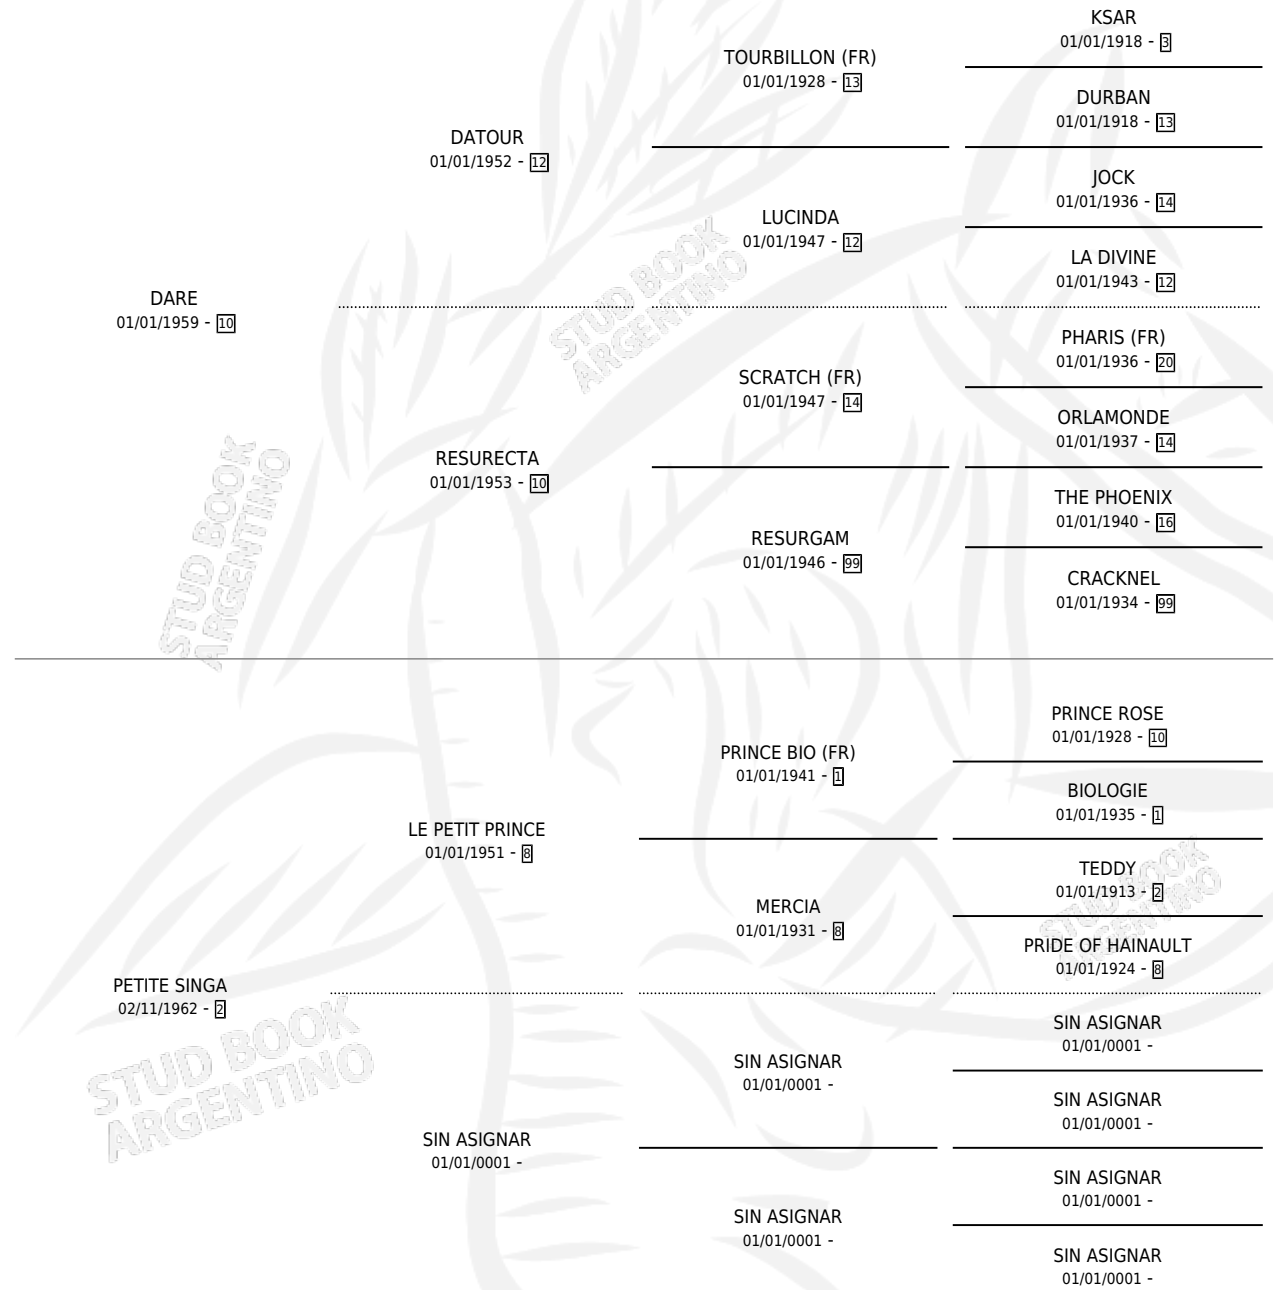 KSAR
01/01/1918 - 3
TOURBILLON (FR)
01/01/1928 - 13
DURBAN
01/01/1918 - 13
DATOUR
01/01/1952 - 12
JOCK
01/01/1936 - 14
LUCINDA
01/01/1947 - 12
LA DIVINE
01/01/1943 - 12
DARE
01/01/1959 - 10
PHARIS (FR)
01/01/1936 - 20
SCRATCH (FR)
01/01/1947 - 14
ORLAMONDE
01/01/1937 - 14
RESURECTA
01/01/1953 - 10
THE PHOENIX
01/01/1940 - 16
RESURGAM
01/01/1946 - 99
CRACKNEL
01/01/1934 - 99
STUD BOOK
ARGENTINO
STUD BOOK
ARGENTINO
PRINCE ROSE
01/01/1928 - 10
PRINCE BIO (FR)
01/01/1941 - 1
BIOLOGIE
01/01/1935 - 1
LE PETIT PRINCE
01/01/1951 - 8
TEDDY
01/01/1913 - 2
MERCIA
01/01/1931 - 8
PRIDE OF HAINAULT
01/01/1924 - 8
STUD BOOK
ARGENTINO
PETITE SINGA
02/11/1962 - 2
SIN ASIGNAR
01/01/0001 -
SIN ASIGNAR
01/01/0001 -
SIN ASIGNAR
01/01/0001 -
SIN ASIGNAR
01/01/0001 -
SIN ASIGNAR
01/01/0001 -
SIN ASIGNAR
01/01/0001 -
SIN ASIGNAR
01/01/0001 -
STUD BOOK
ARGENTINO